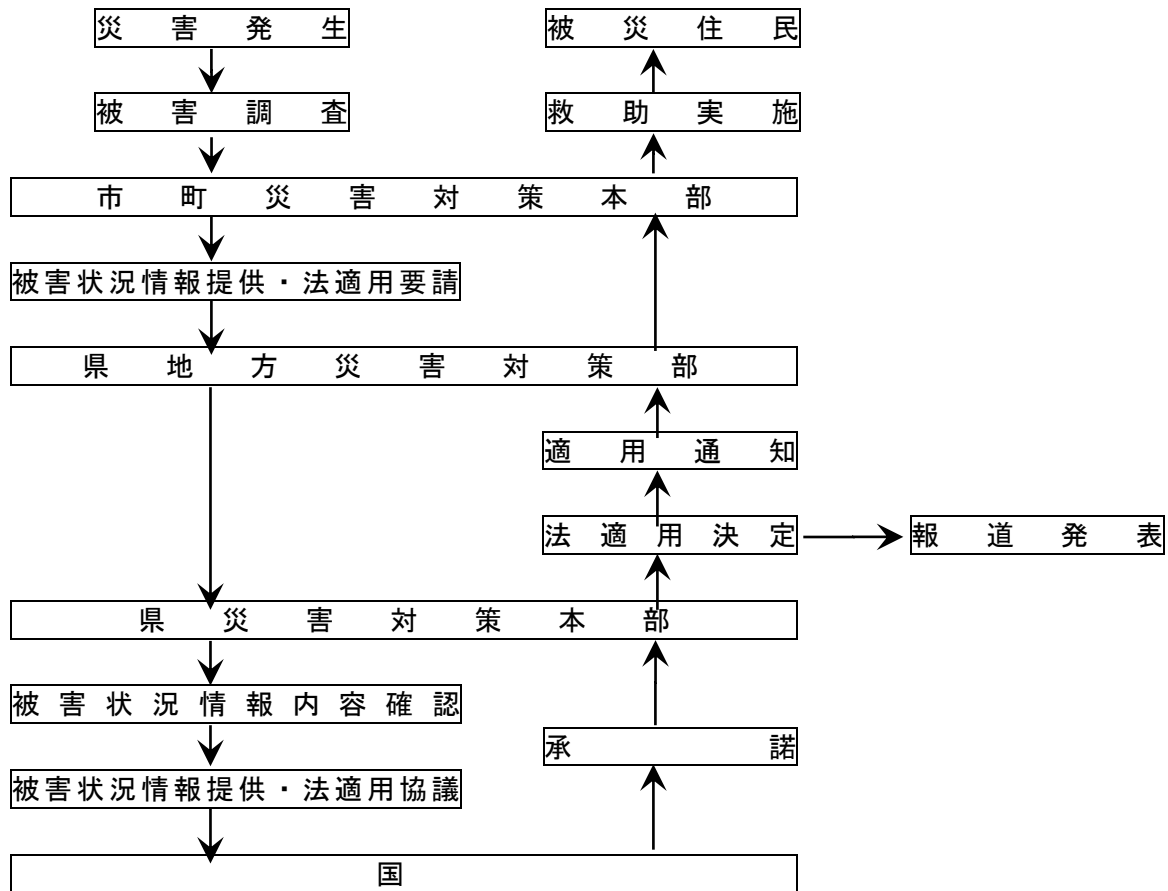 災害発生
被災住民
被害調査
救助実施
市町災害対策本部
被害状況情報提供・法適用要請
県地方災害対策部
適用通知
法適用決定
報道発表
県災害対策本部
被害状況情報内容確認
承諾
被害状況情報提供・法適用協議
国